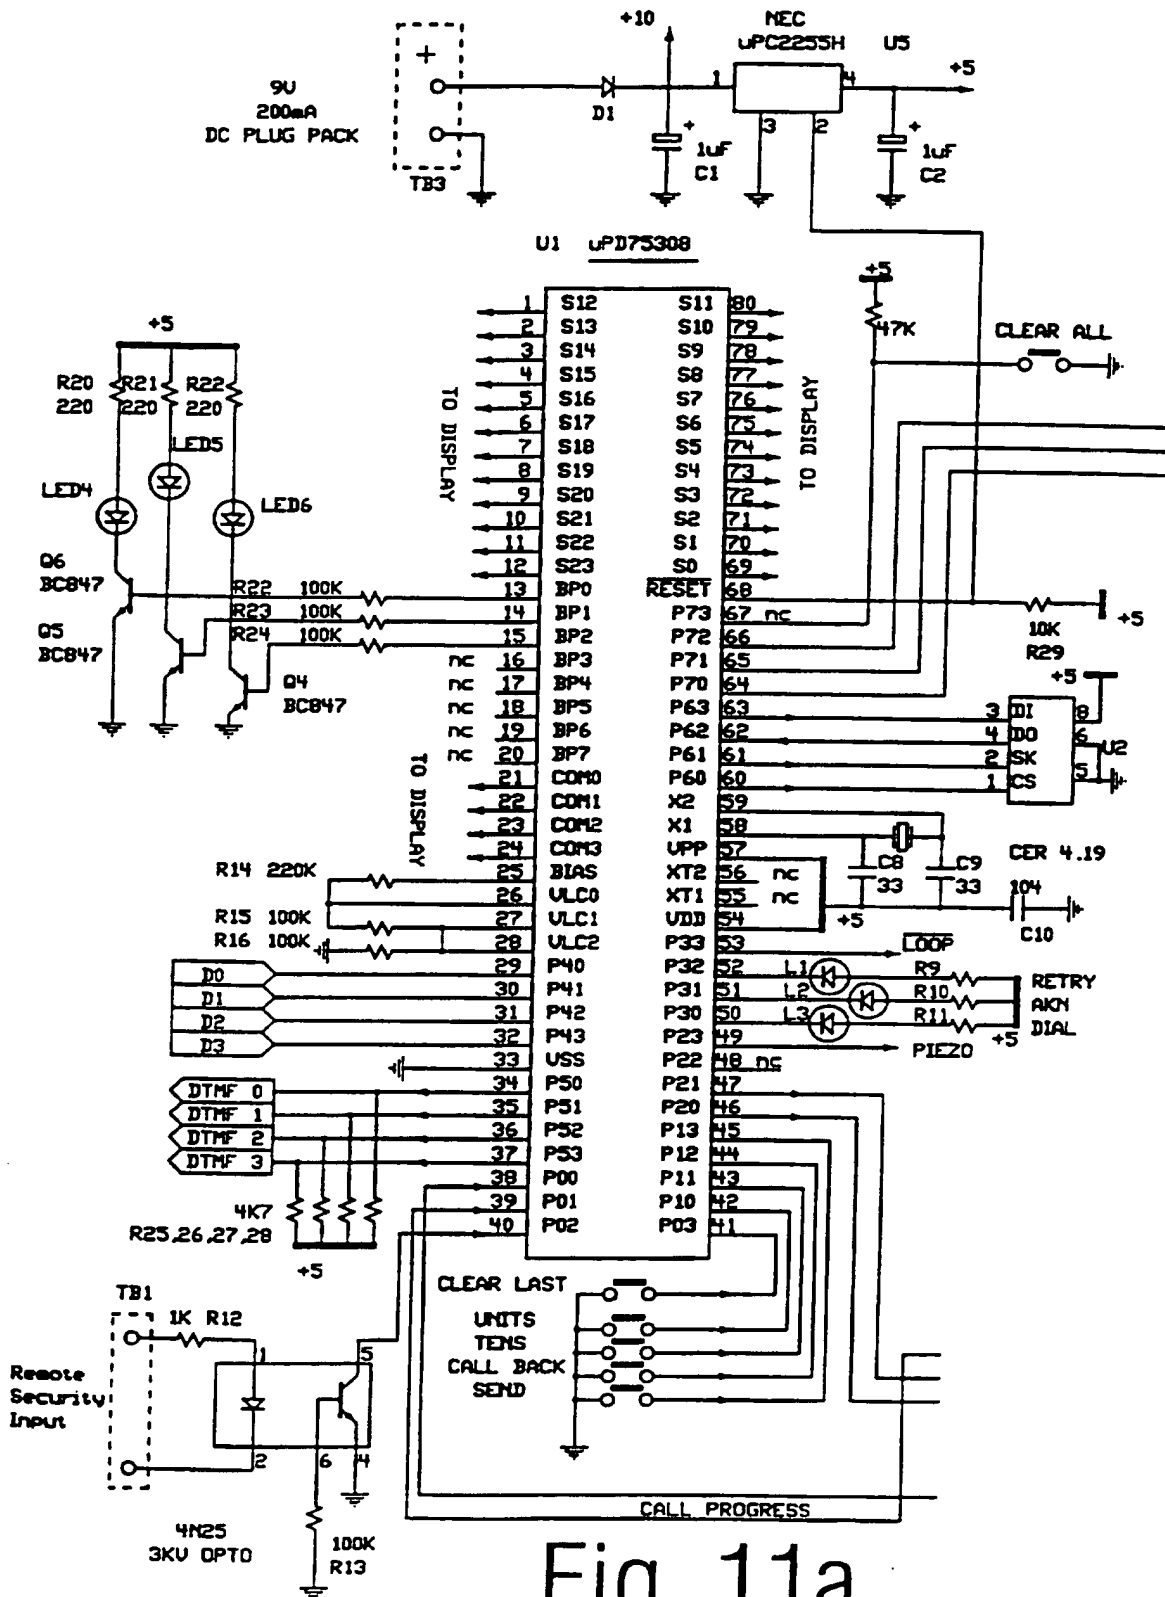 +10
NEC
uPC2255H U5
+
9V
200mA
DC PLUG PACK
TB3
D1
1
4
3
2
+5
+
1uF
C1
+
1uF
C2
U1 uPD75308
+5
47K
CLEAR ALL
+5
R20 R21 R22
220 220 220
LED5
LED4
LED6
Q6
BC847
Q5
BC847
Q4
BC847
R22 100K
R23 100K
R24 100K
TO DISPLAY
TO DISPLAY
TO DISPLAY
1 S12 S11 80
2 S13 S10 79
3 S14 S9 78
4 S15 S8 77
5 S16 S7 76
6 S17 S6 75
7 S18 S5 74
8 S19 S4 73
9 S20 S3 72
10 S21 S2 71
11 S22 S1 70
12 S23 S0 69
13 BP0 RESET 68
14 BP1 P73 67 nc
15 BP2 P72 66
nc 16 BP3 P71 65
nc 17 BP4 P70 64
nc 18 BP5 P63 63
nc 19 BP6 P62 62
nc 20 BP7 P61 61
21 COM0 P60 60
22 COM1 X2 59
23 COM2 X1 58
24 COM3 VPP 57
25 BIAS XT2 56 nc
26 VLC0 XT1 55 nc
27 VLC1 VDD 54
28 VLC2 P33 53
29 P40 P32 52
30 P41 P31 51
31 P42 P30 50
32 P43 P23 49
33 VSS P22 48 nc
34 P50 P21 47
35 P51 P20 46
36 P52 P13 45
37 P53 P12 44
38 P00 P11 43
39 P01 P10 42
40 P02 P03 41
10K
R29
+5
+5
3 DI 8
4 DO 6
2 SK
1 CS 5
U2
C8
33
C9
33
CER 4.19
104
C10
+5
LOOP
L1 R9 RETRY
L2 R10 AKN
L3 R11 DIAL
+5
PIEZO
R14 220K
R15 100K
R16 100K
D0
D1
D2
D3
DTMF 0
DTMF 1
DTMF 2
DTMF 3
4K7
R25,26,27,28
+5
CLEAR LAST
UNITS
TENS
CALL BACK
SEND
TB1
1K R12
1
5
2
6
4
Remote
Security
Input
4N25
3KV OPTO
100K
R13
CALL PROGRESS
Fig 11a